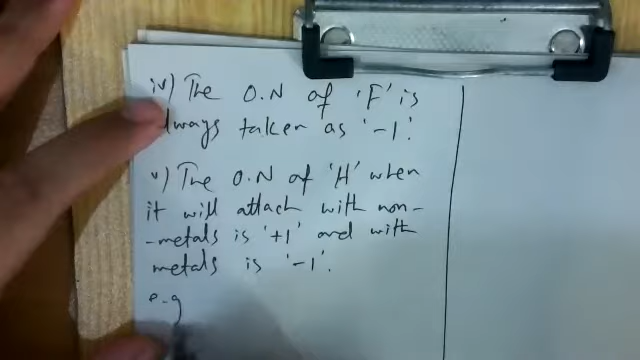 iv) The O.N of 'F' is
lways taken as '-1'.
v) The O.N of 'H' when
it will attach with non-
-metals is '+1' and with
metals is '-1'.
e.g